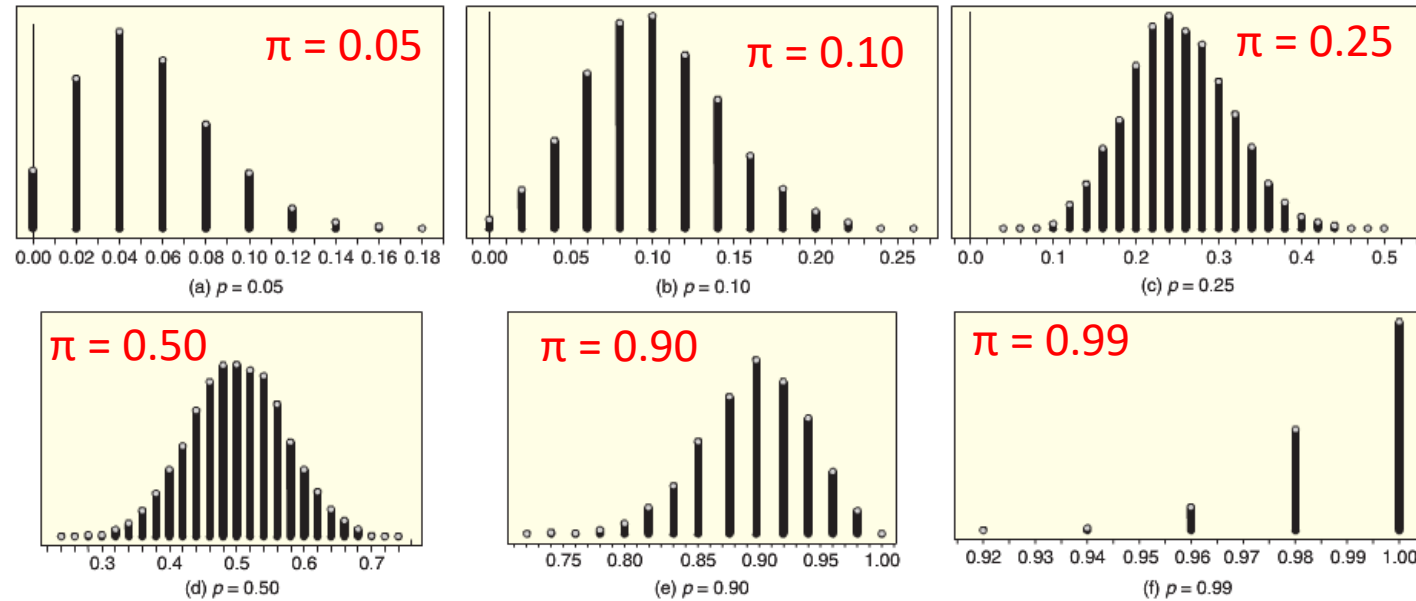 π = 0.05
0.00 0.02 0.04 0.06 0.08 0.10 0.12 0.14 0.16 0.18
(a) p = 0.05
π = 0.10
0.00 0.05 0.10 0.15 0.20 0.25
(b) p = 0.10
π = 0.25
0.0 0.1 0.2 0.3 0.4 0.5
(c) p = 0.25
π = 0.50
0.3 0.4 0.5 0.6 0.7
(d) p = 0.50
π = 0.90
0.75 0.80 0.85 0.90 0.95 1.00
(e) p = 0.90
π = 0.99
0.92 0.93 0.94 0.95 0.96 0.97 0.98 0.99 1.00
(f) p = 0.99